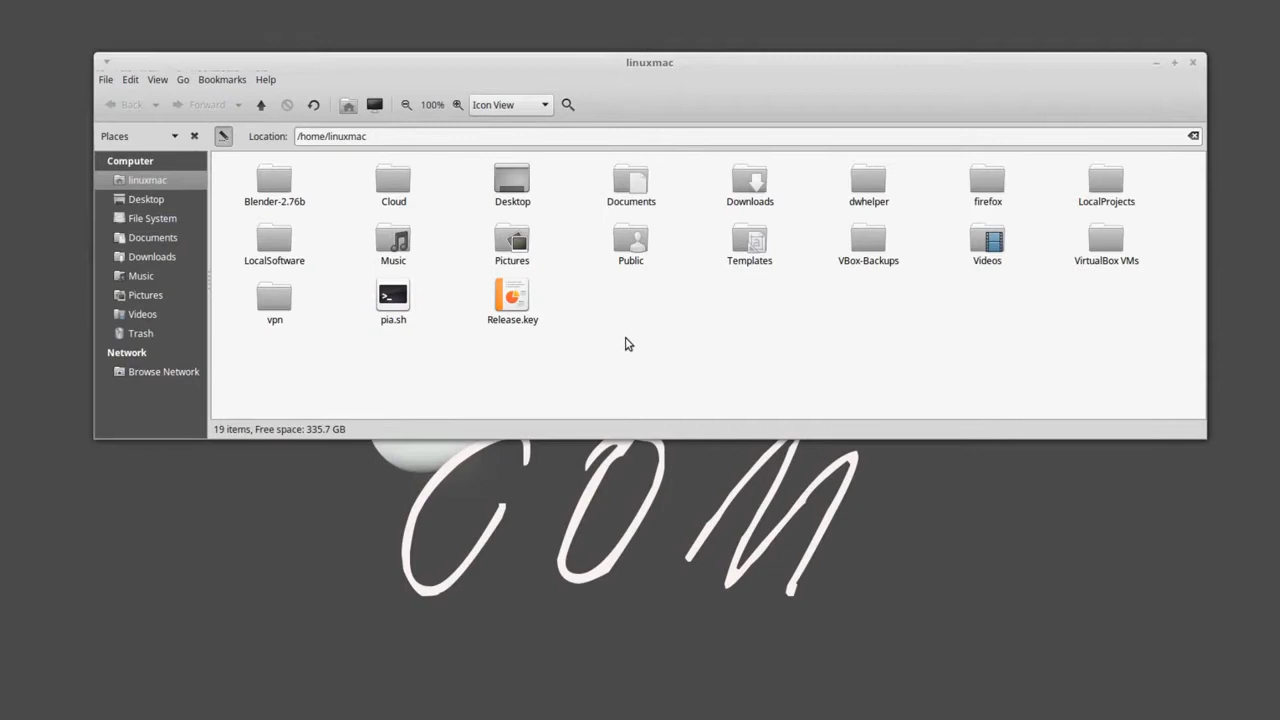 linuxmac
File Edit View Go Bookmarks Help
Back Forward 100% Icon View
Places Location: /home/linuxmac
Computer
linuxmac
Desktop
File System
Documents
Downloads
Music
Pictures
Videos
Trash
Network
Browse Network
Blender-2.76b Cloud Desktop Documents Downloads dwhelper firefox LocalProjects
LocalSoftware Music Pictures Public Templates VBox-Backups Videos VirtualBox VMs
vpn pia.sh Release.key
19 items, Free space: 335.7 GB
COM